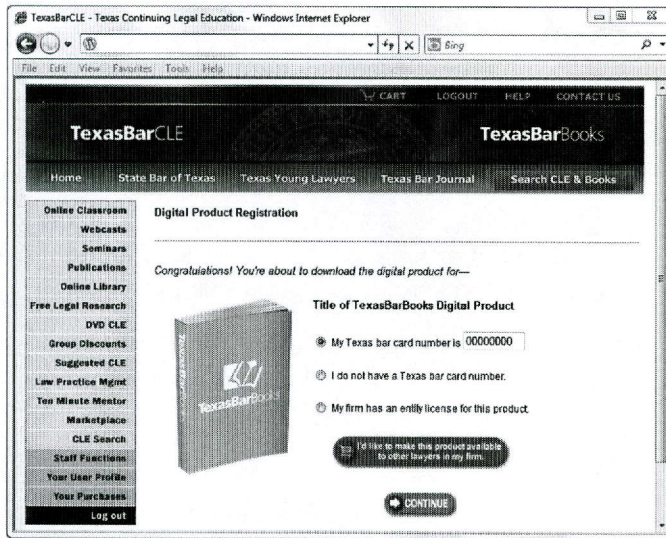 TexasBarCLE - Texas Continuing Legal Education - Windows Internet Explorer
Bing
File Edit View Favorites Tools Help
CART LOGOUT HELP CONTACT US
TexasBarCLE TexasBarBooks
Home State Bar of Texas Texas Young Lawyers Texas Bar Journal Search CLE & Books
Online Classroom
Webcasts
Seminars
Publications
Online Library
Free Legal Research
DVD CLE
Group Discounts
Suggested CLE
Law Practice Mgmt
Ten Minute Mentor
Marketplace
CLE Search
Staff Functions
Your User Profile
Your Purchases
Log out
Digital Product Registration
Congratulations! You're about to download the digital product for—
TexasBarBooks
TexasBarBooks
Title of TexasBarBooks Digital Product
My Texas bar card number is 00000000
I do not have a Texas bar card number.
My firm has an entity license for this product.
I'd like to make this product available
to other lawyers in my firm.
CONTINUE